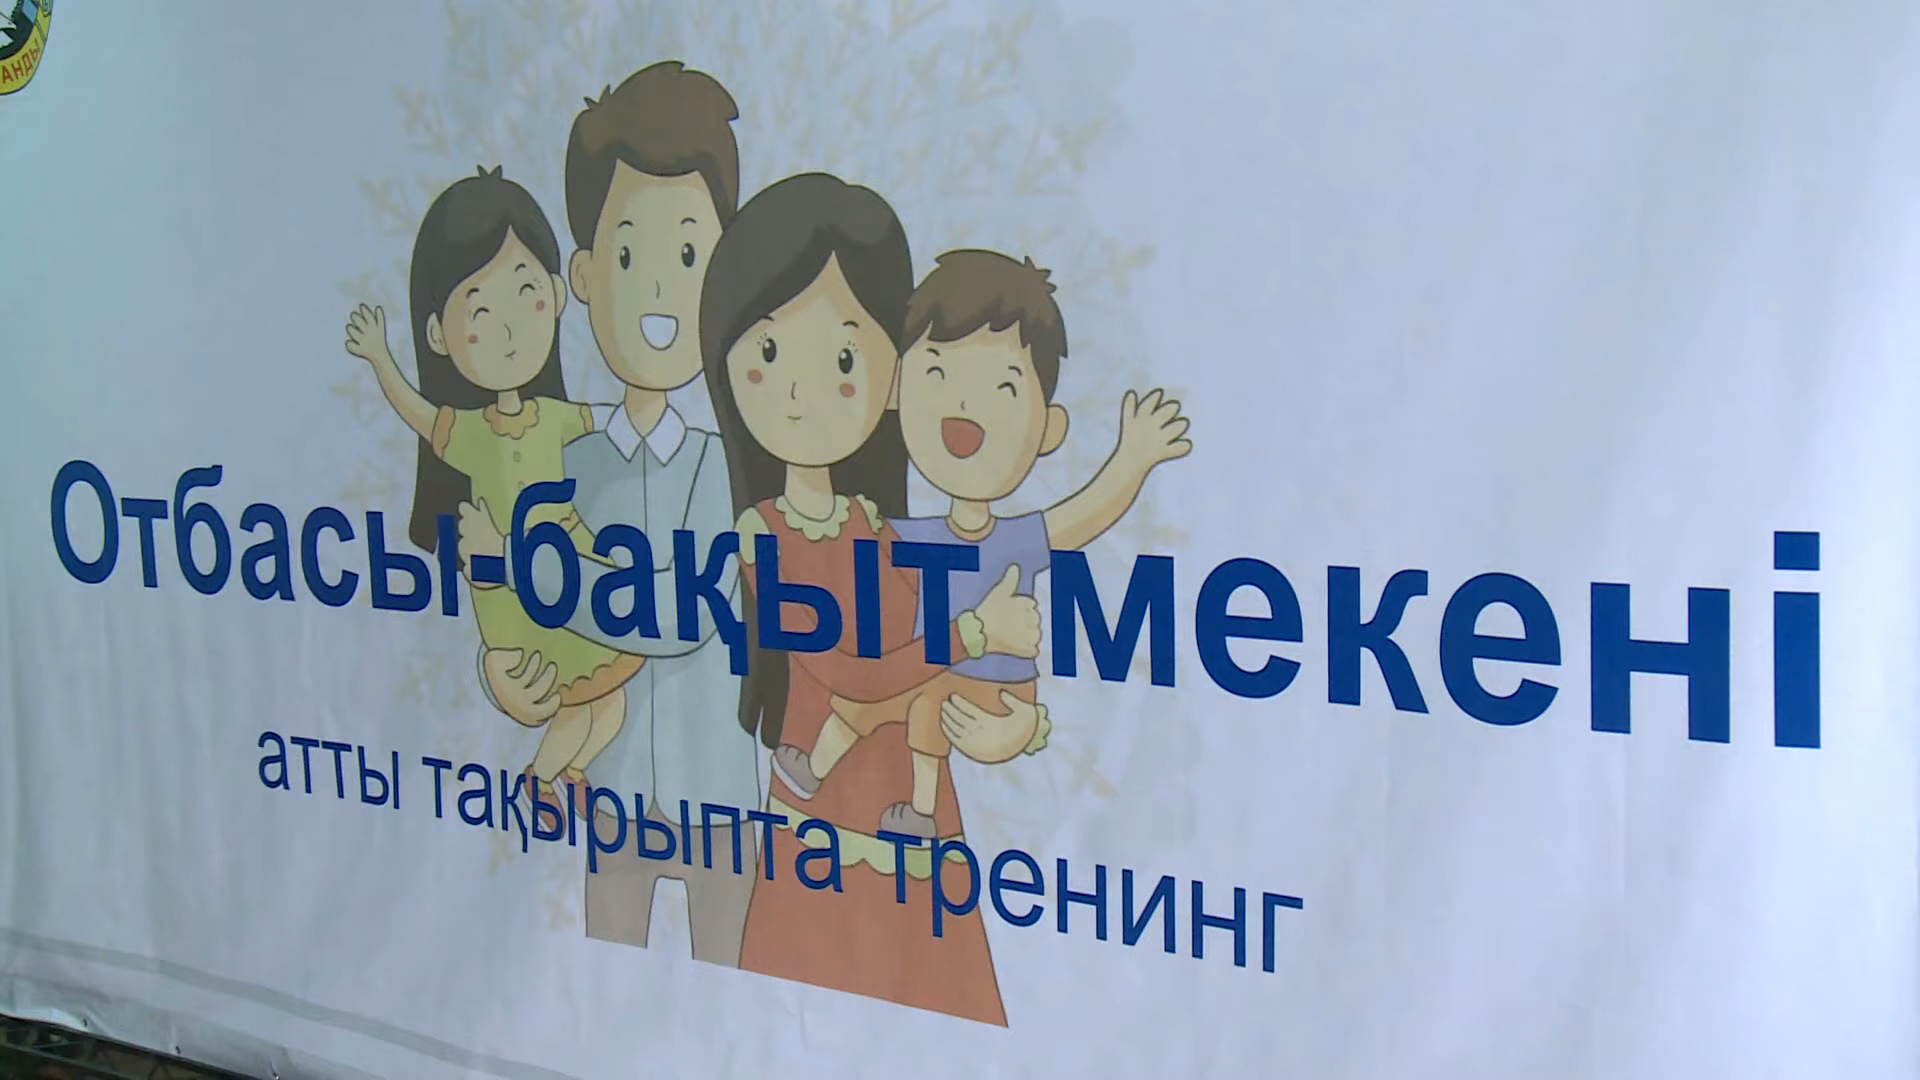 Отбасы-бақыт мекені
атты тақырыпта тренинг